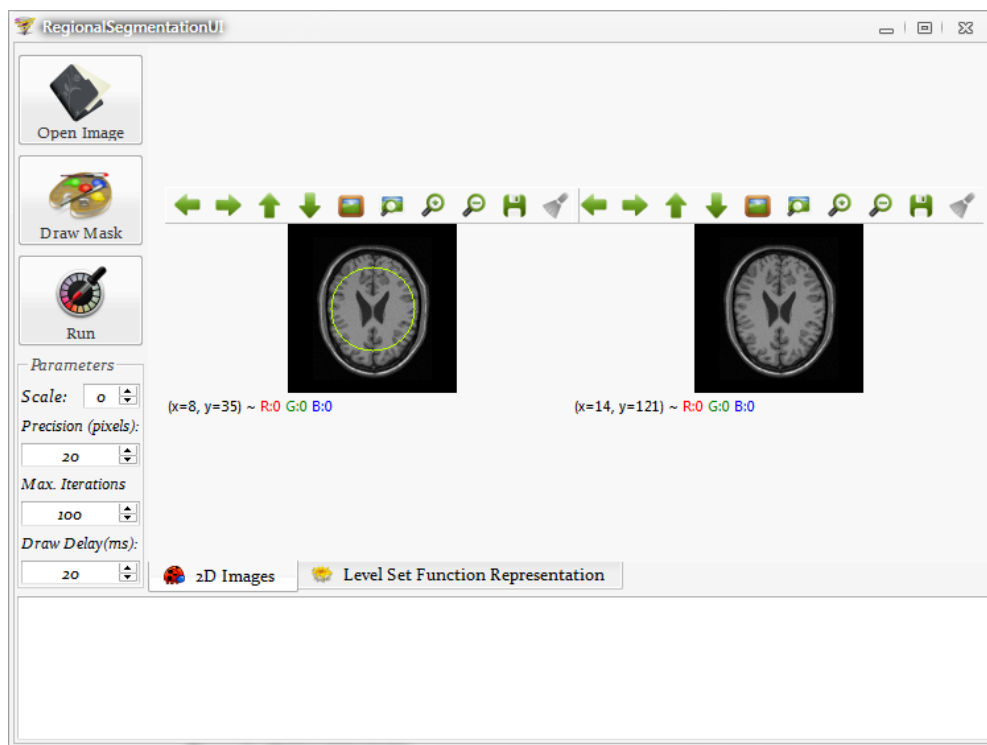 RegionalSegmentationUI
Open Image
Draw Mask
Run
Parameters
Scale: 0
Precision (pixels):
20
Max. Iterations
100
Draw Delay(ms):
20
(x=8, y=35) ~ R:0 G:0 B:0
(x=14, y=121) ~ R:0 G:0 B:0
2D Images
Level Set Function Representation